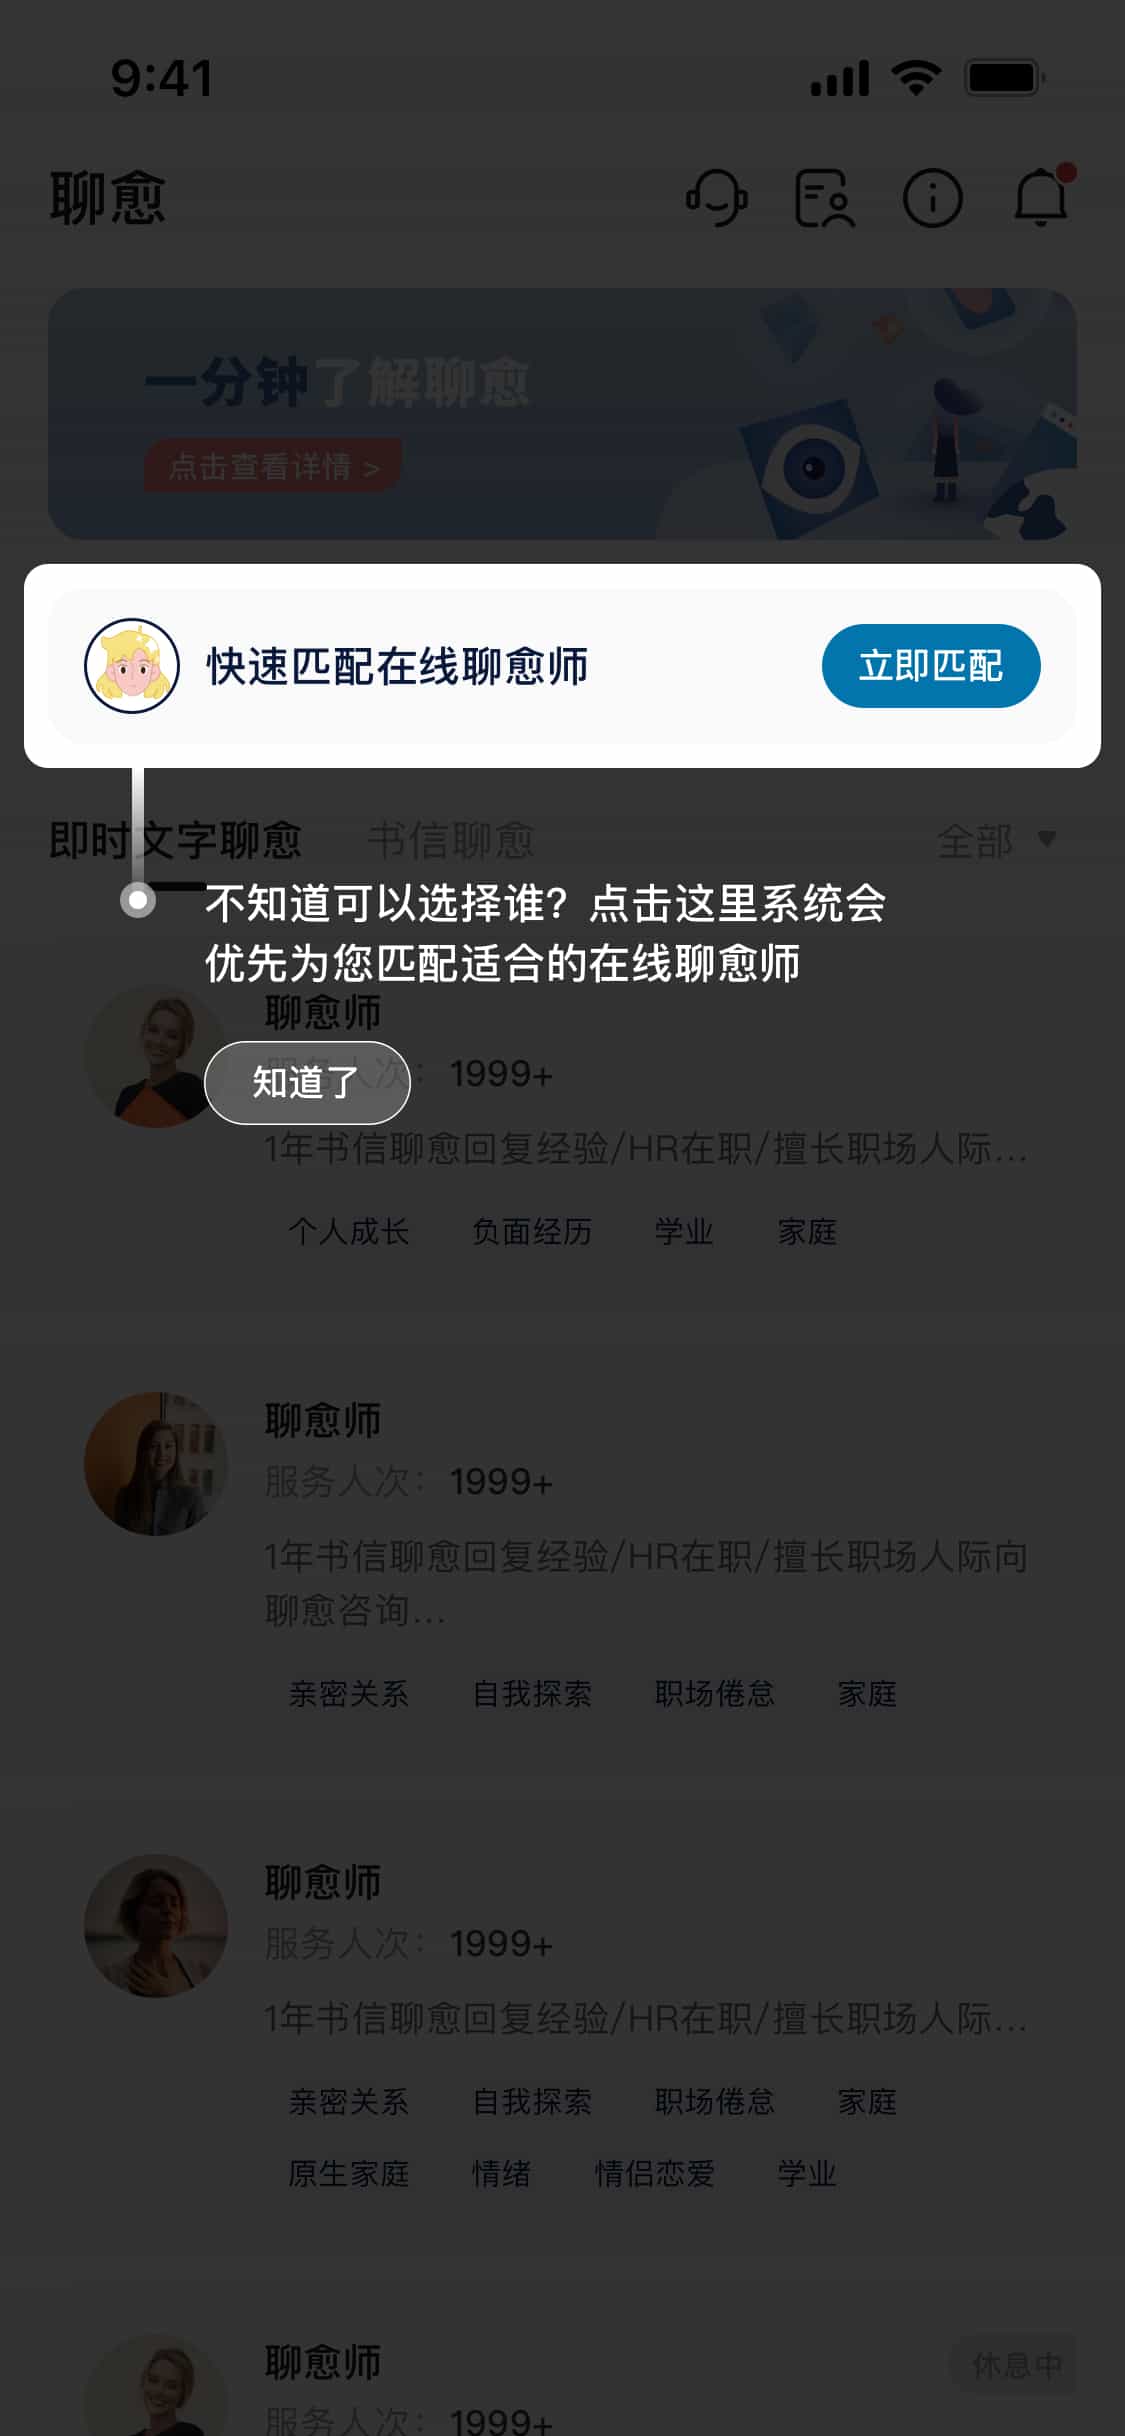 9:41
聊愈
一分钟了解聊愈
点击查看详情 >
快速匹配在线聊愈师
立即匹配
即时文字聊愈
书信聊愈
全部
不知道可以选择谁？点击这里系统会
优先为您匹配适合的在线聊愈师
聊愈师
服务人次： 1999+
知道了
1年书信聊愈回复经验/HR在职/擅长职场人际...
个人成长 负面经历 学业 家庭
聊愈师
服务人次： 1999+
1年书信聊愈回复经验/HR在职/擅长职场人际向
聊愈咨询...
亲密关系 自我探索 职场倦怠 家庭
聊愈师
服务人次： 1999+
1年书信聊愈回复经验/HR在职/擅长职场人际...
亲密关系 自我探索 职场倦怠 家庭
原生家庭 情绪 情侣恋爱 学业
聊愈师
休息中
服务人次： 1999+